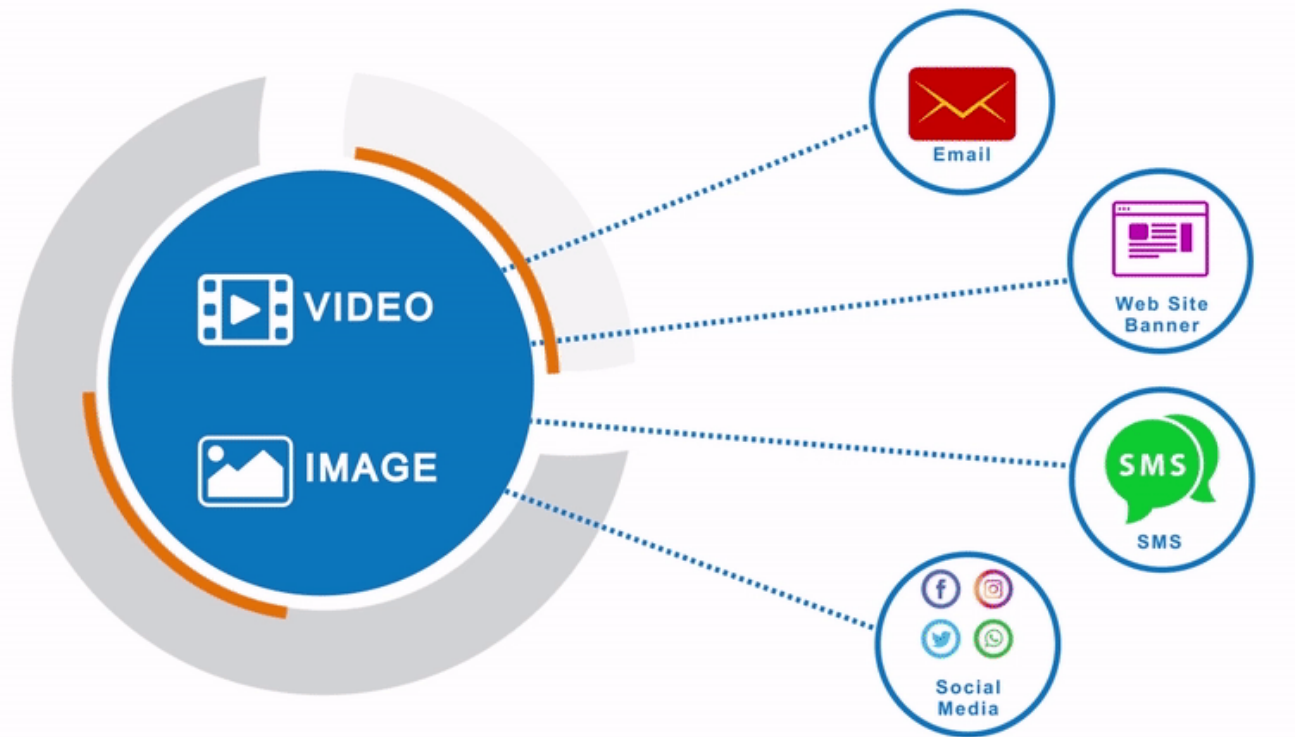 VIDEO
IMAGE
Email
Web Site
Banner
SMS
SMS
Social
Media